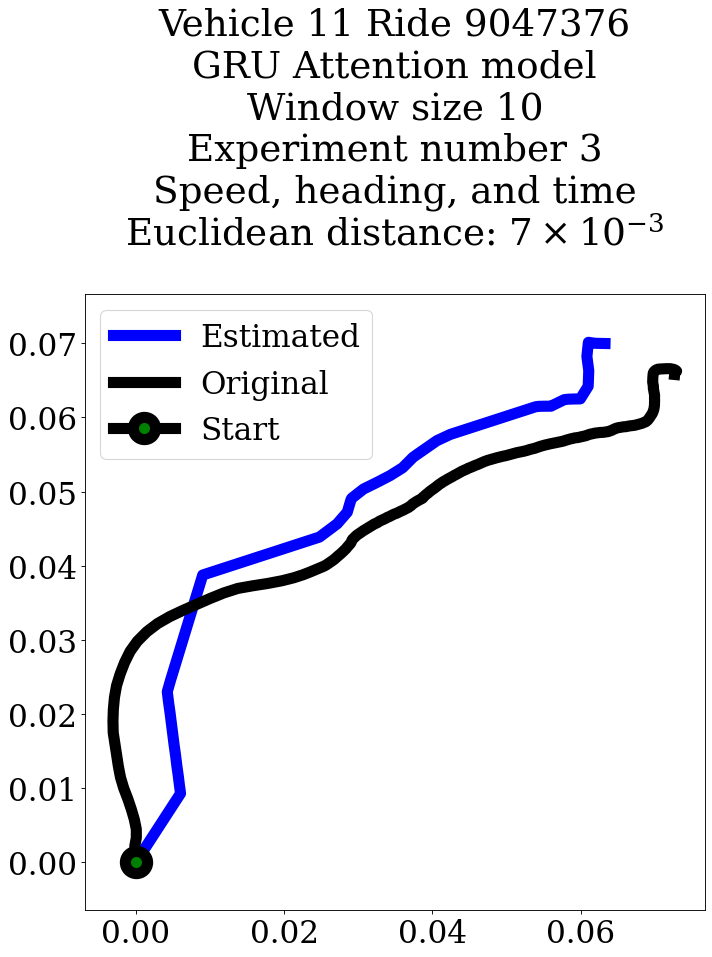 Vehicle 11 Ride 9047376
GRU Attention model
Window size 10
Experiment number 3
Speed, heading, and time
Euclidean distance: 7 × 10⁻³
Estimated
Original
Start
0.07
0.06
0.05
0.04
0.03
0.02
0.01
0.00
0.00 0.02 0.04 0.06